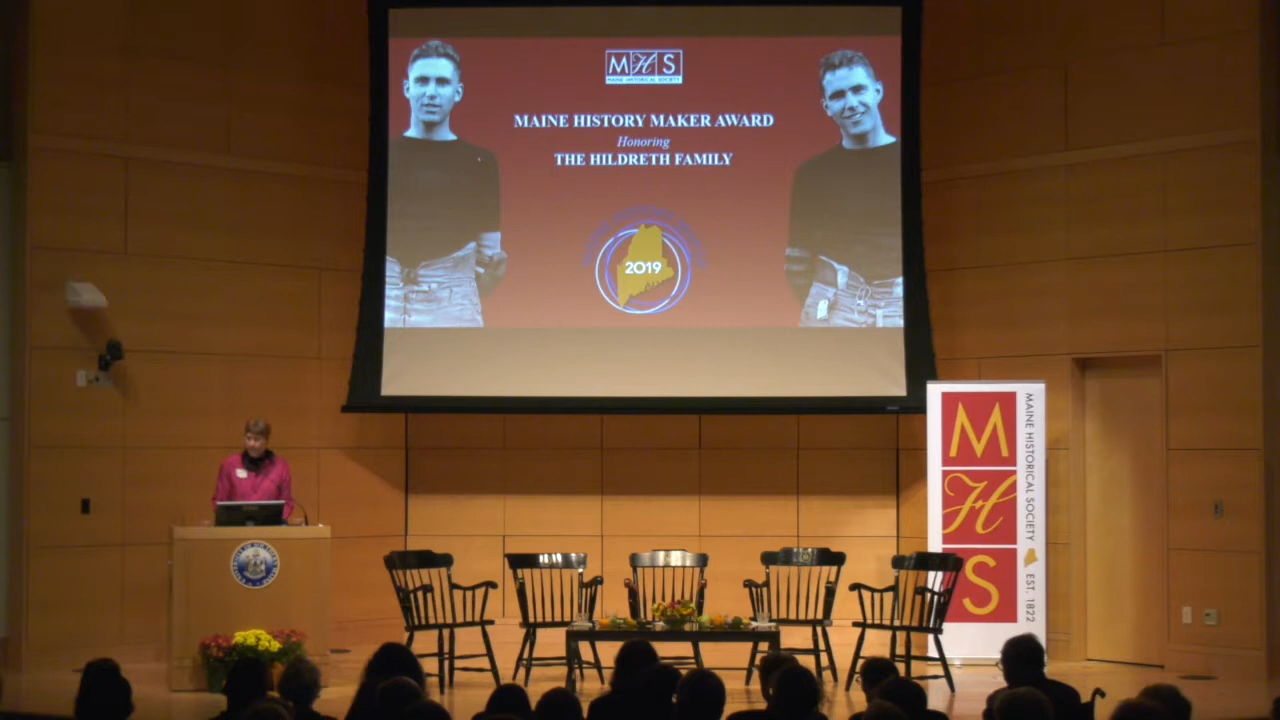 MHS
MAINE HISTORICAL SOCIETY
MAINE HISTORY MAKER AWARD
Honoring
THE HILDRETH FAMILY
2019
M
H
S
MAINE HISTORICAL SOCIETY EST. 1822